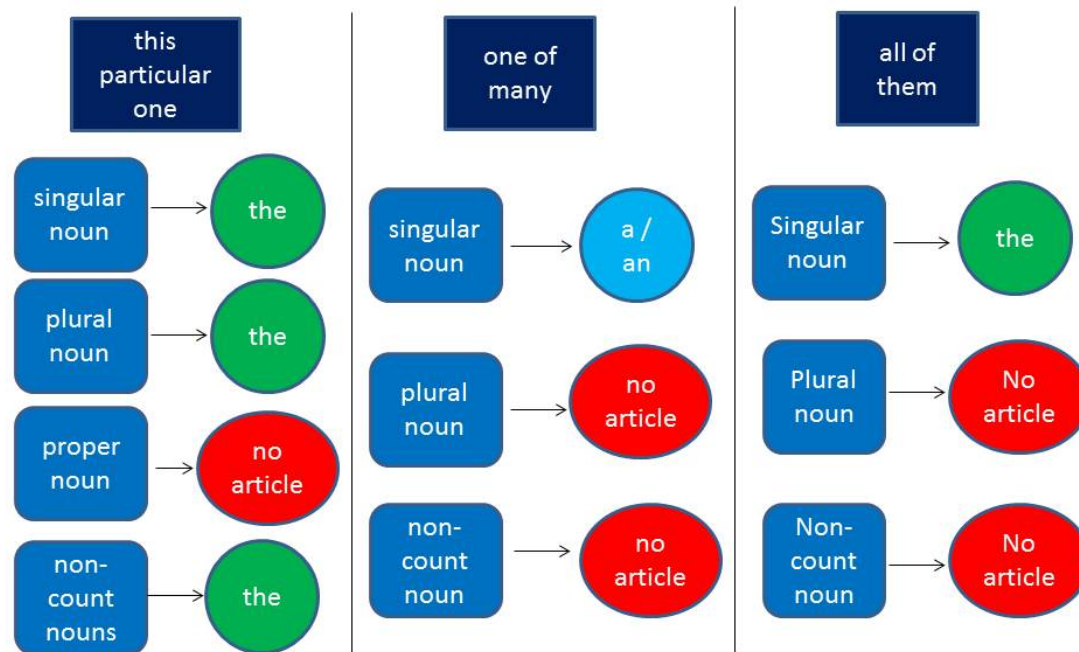 this
particular
one
singular
noun
the
plural
noun
the
proper
noun
no
article
non-
count
nouns
the
one of
many
singular
noun
a /
an
plural
noun
no
article
non-
count
noun
no
article
all of
them
Singular
noun
the
Plural
noun
No
article
Non-
count
noun
No
article